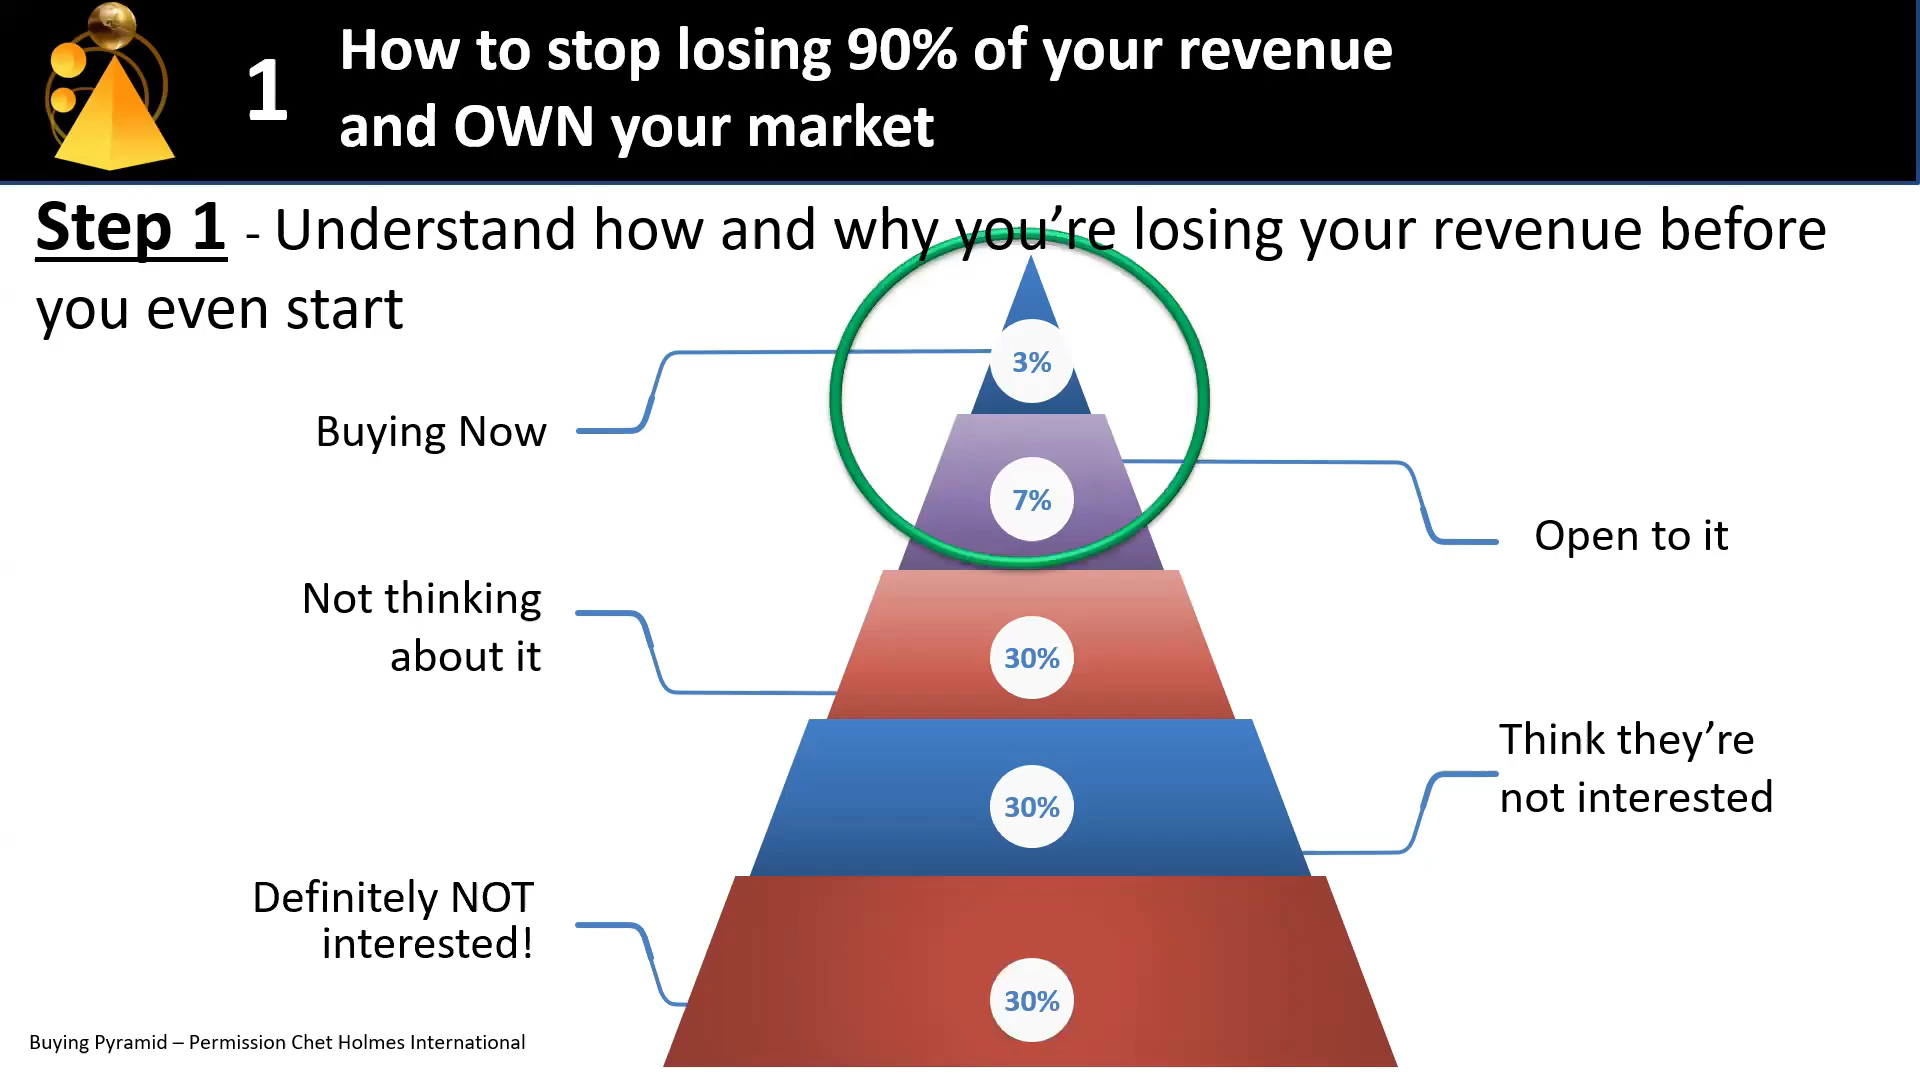 1
How to stop losing 90% of your revenue
and OWN your market
Step 1 - Understand how and why you’re losing your revenue before
you even start
3%
Buying Now
7%
Open to it
Not thinking
about it
30%
Think they’re
not interested
30%
Definitely NOT
interested!
30%
Buying Pyramid – Permission Chet Holmes International